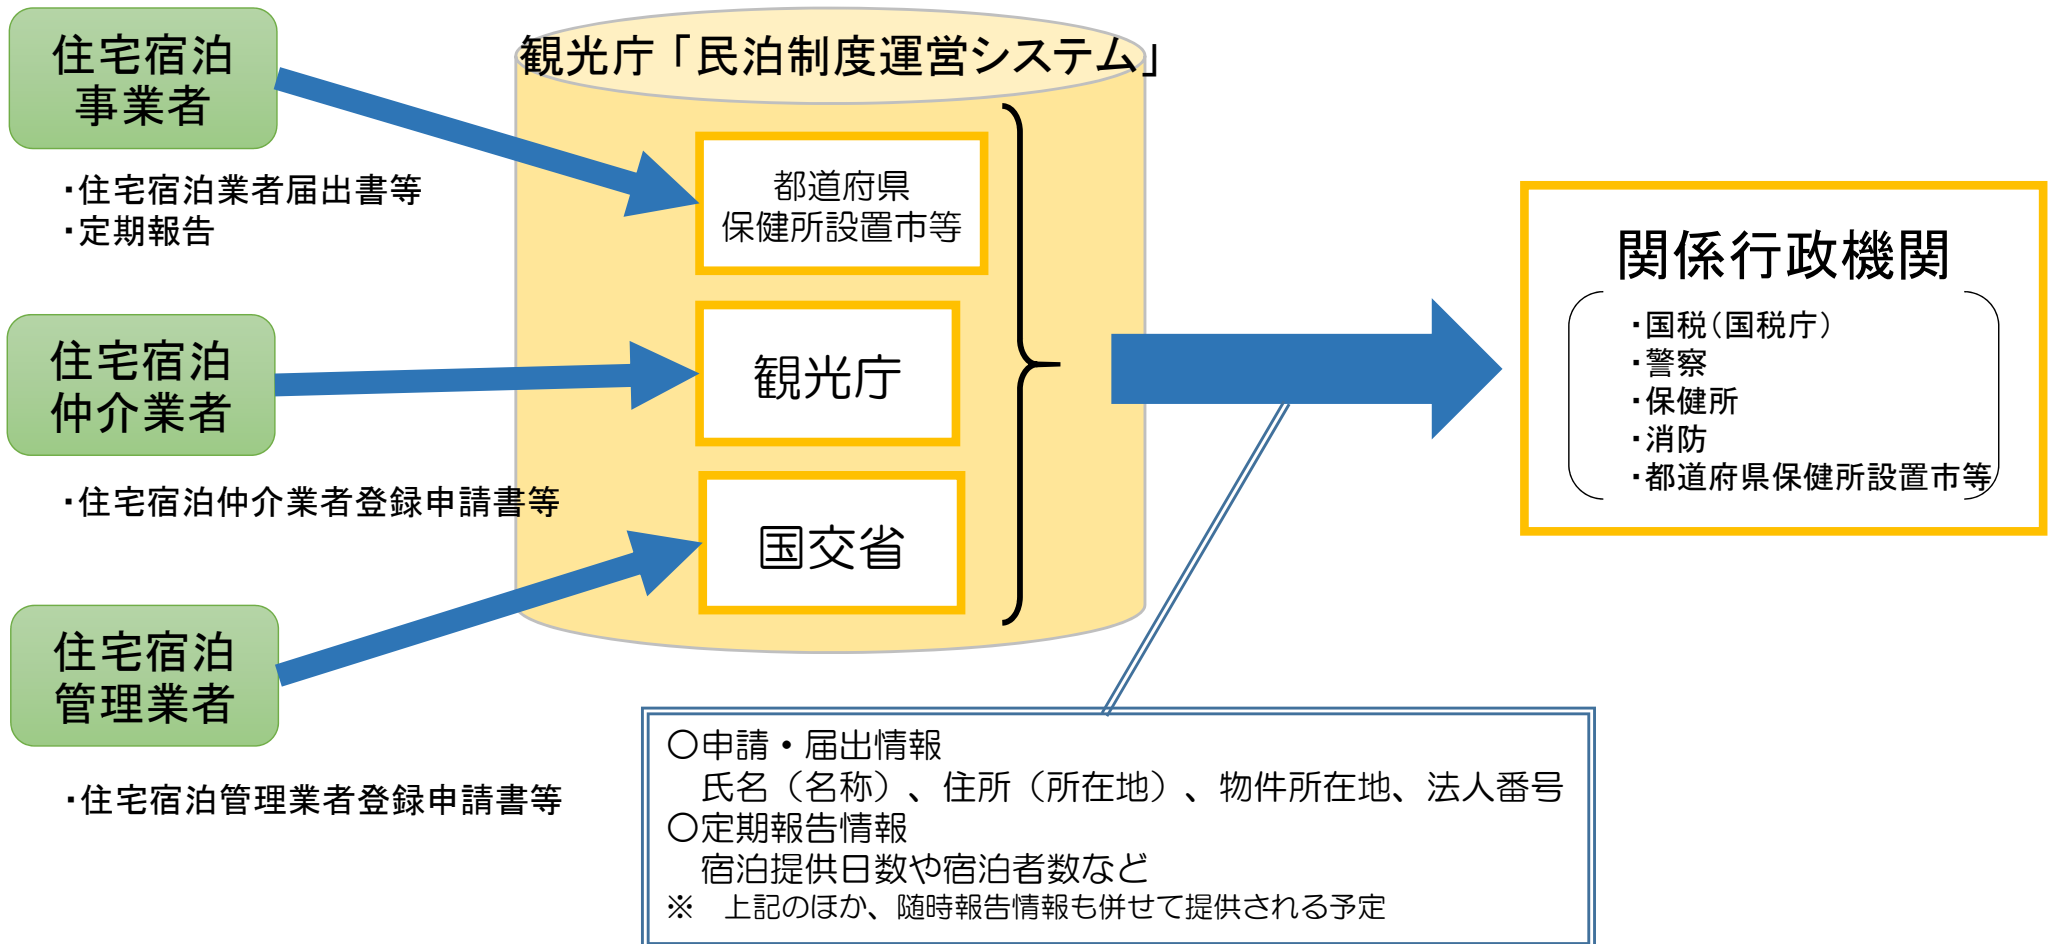 住宅宿泊
事業者
・住宅宿泊業者届出書等
・定期報告
住宅宿泊
仲介業者
・住宅宿泊仲介業者登録申請書等
住宅宿泊
管理業者
・住宅宿泊管理業者登録申請書等
観光庁「民泊制度運営システム」
都道府県
保健所設置市等
観光庁
国交省
関係行政機関
・国税(国税庁)
・警察
・保健所
・消防
・都道府県保健所設置市等
〇申請・届出情報
氏名（名称）、住所（所在地）、物件所在地、法人番号
〇定期報告情報
宿泊提供日数や宿泊者数など
※　上記のほか、随時報告情報も併せて提供される予定